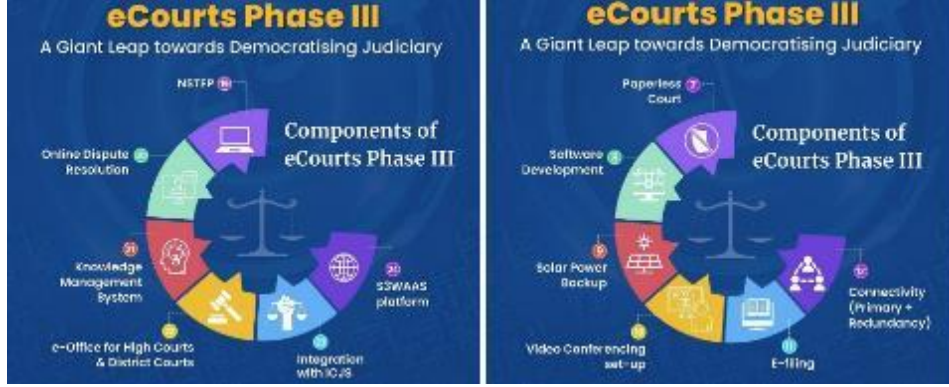 eCourts Phase III
A Giant Leap towards Democratising Judiciary
NSTEP
Components of
eCourts Phase III
Online Dispute
Resolution
Knowledge
Management
System
S3WAAS
platform
e-Office for High Courts
& District Courts
Integration
with ICJS
eCourts Phase III
A Giant Leap towards Democratising Judiciary
Paperless 7
Court
Components of
eCourts Phase III
Software
Development
9
Solar Power
Backup
Connectivity
(Primary +
Redundancy)
Video Conferencing
set-up
11
E-filing